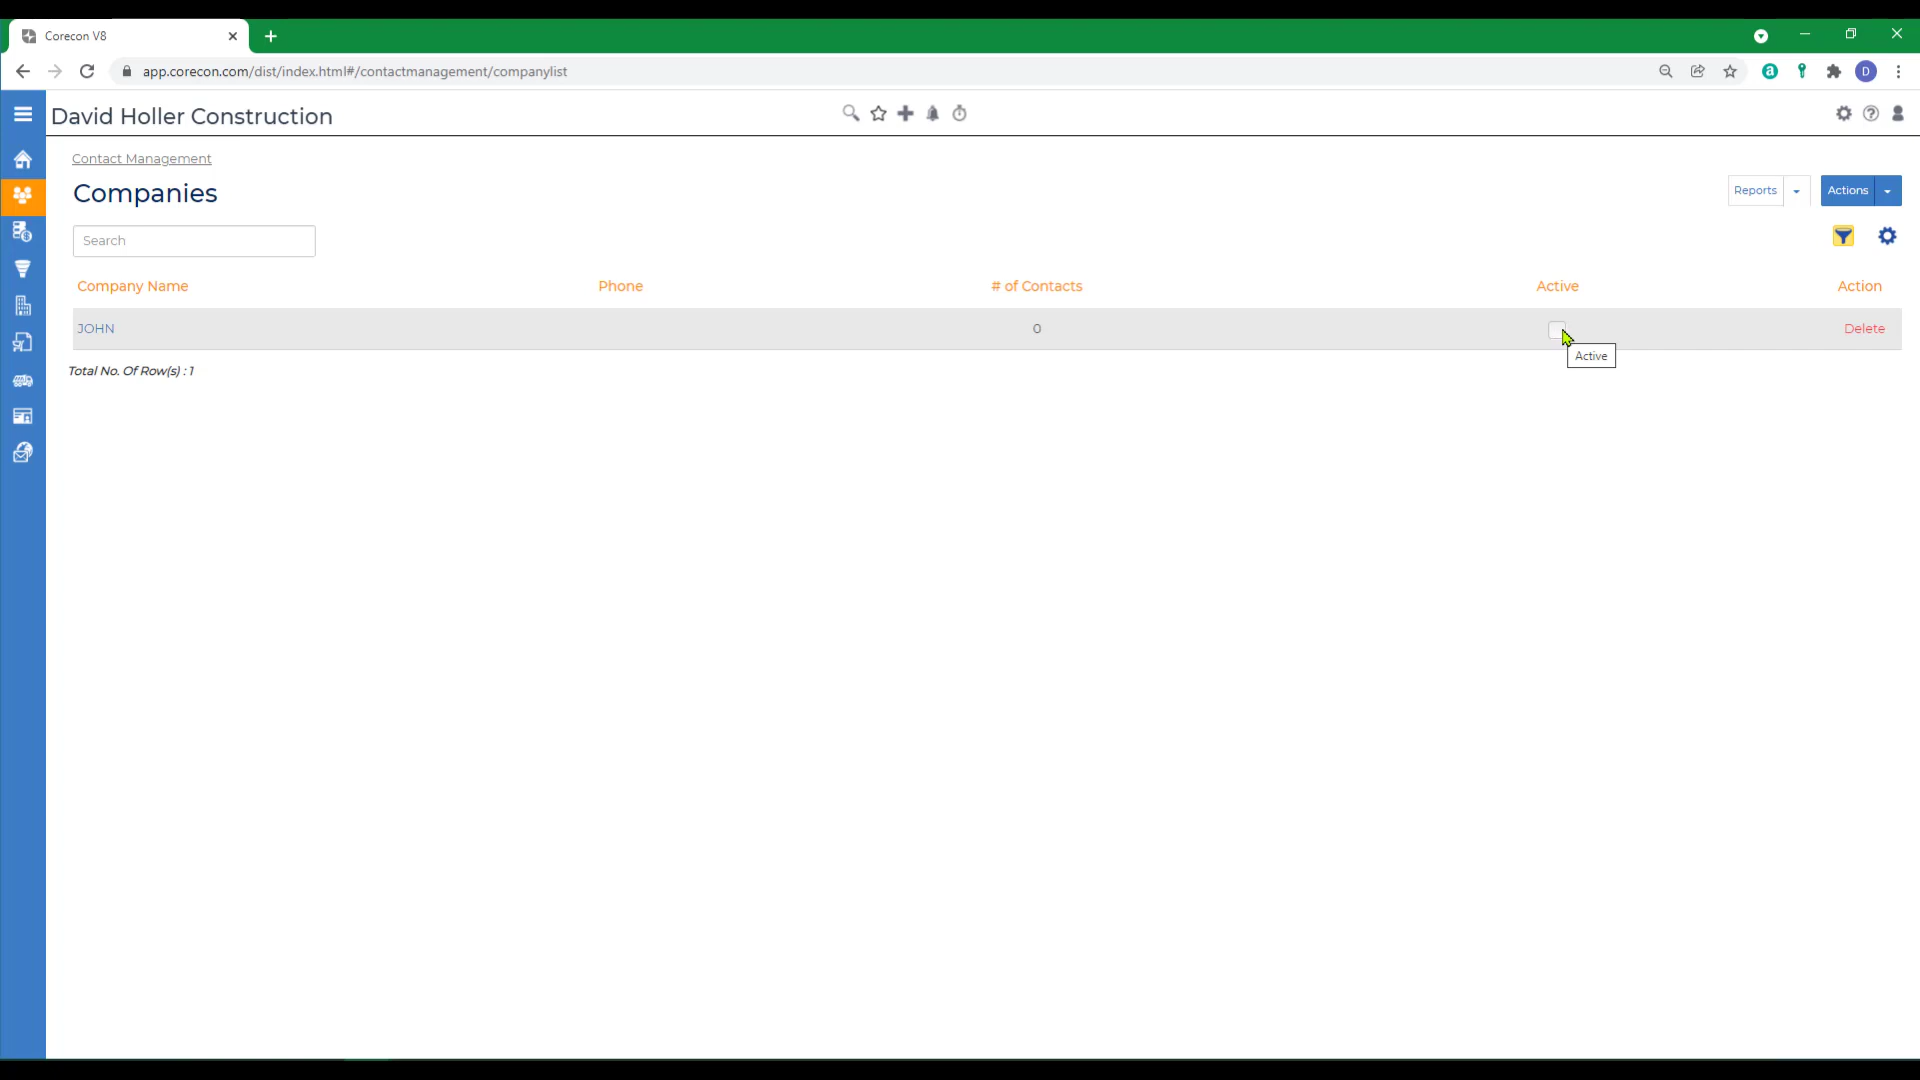 Corecon V8
app.corecon.com/dist/index.html#/contactmanagement/companylist
a
D
David Holler Construction
Contact Management
Companies
Reports
Actions
Search
Company Name Phone # of Contacts Active Action
JOHN 0 Delete
Active
Total No. Of Row(s) : 1